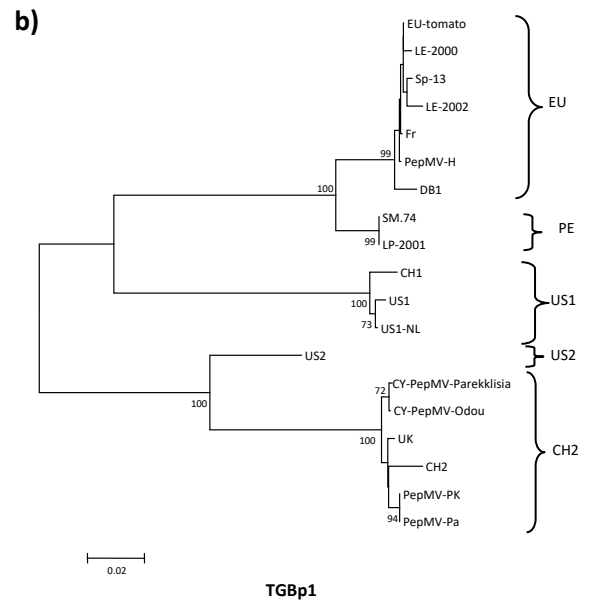 b)
EU-tomato
LE-2000
Sp-13
LE-2002
EU
Fr
99
PepMV-H
100
DB1
SM.74
PE
99
LP-2001
CH1
US1
100
US1
73
US1-NL
US2
US2
100
72
CY-PepMV-Parekklisia
CY-PepMV-Odou
100
UK
CH2
CH2
PepMV-PK
94
PepMV-Pa
0.02
TGBp1